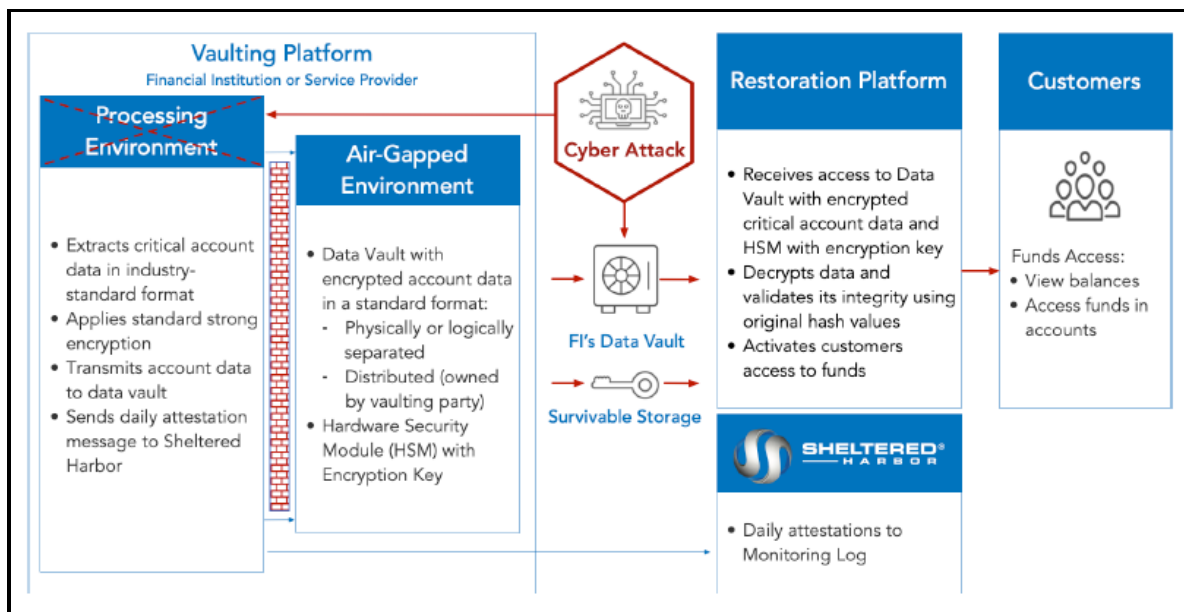 Vaulting Platform
Financial Institution or Service Provider
Processing
Environment
• Extracts critical account
data in industry-
standard format
• Applies standard strong
encryption
• Transmits account data
to data vault
• Sends daily attestation
message to Sheltered
Harbor
Air-Gapped
Environment
• Data Vault with
encrypted account data
in a standard format:
- Physically or logically
separated
- Distributed (owned
by vaulting party)
• Hardware Security
Module (HSM) with
Encryption Key
Cyber Attack
FI's Data Vault
Survivable Storage
Restoration Platform
• Receives access to Data
Vault with encrypted
critical account data and
HSM with encryption key
• Decrypts data and
validates its integrity using
original hash values
• Activates customers
access to funds
SHELTERED®
HARBOR
• Daily attestations to
Monitoring Log
Customers
Funds Access:
• View balances
• Access funds in
accounts